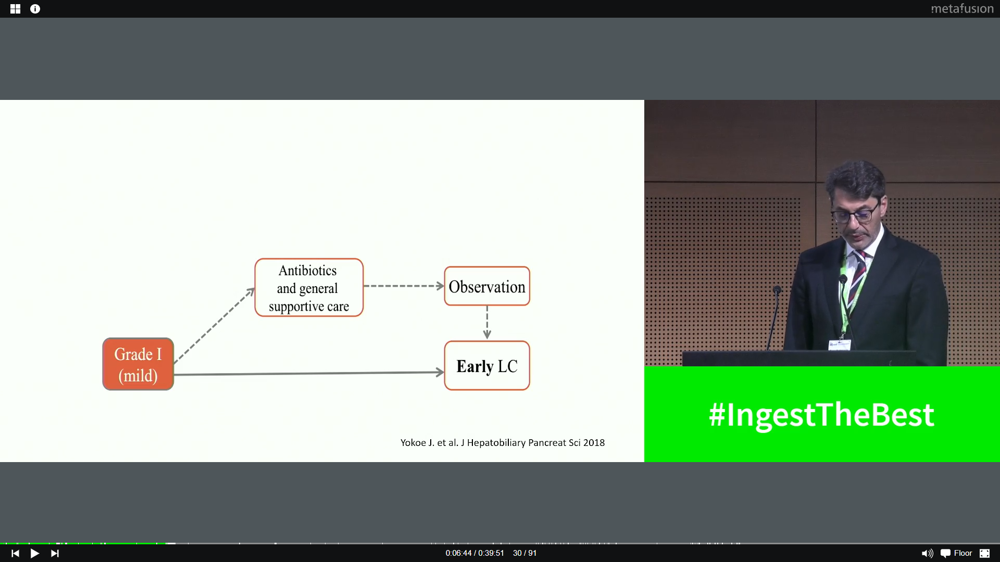 metafusion
Antibiotics
and general
supportive care
Observation
Grade I
(mild)
Early LC
Yokoe J. et al. J Hepatobiliary Pancreat Sci 2018
#IngestTheBest
0:06:44 / 0:39:51 30 / 91
Floor